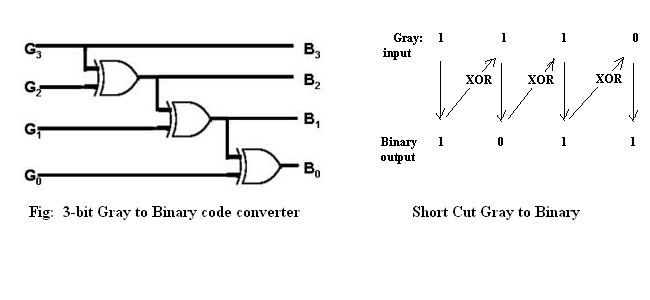 G3 B3
G2 B2
G1 B1
G0 B0
Fig: 3-bit Gray to Binary code converter
Gray: 1 1 1 0
input
XOR XOR XOR
Binary 1 0 1 1
output
Short Cut Gray to Binary